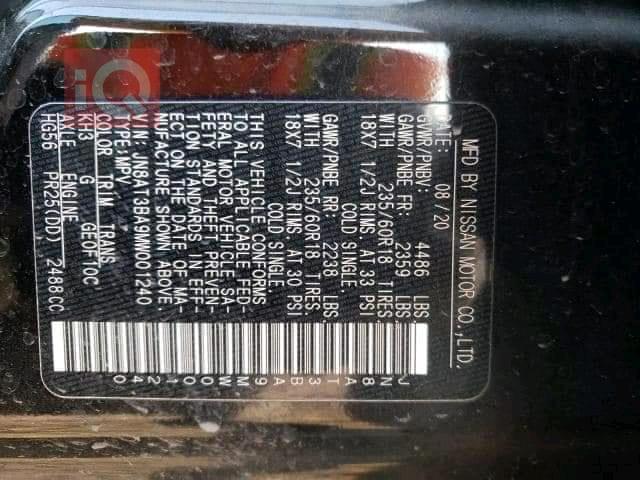 MFD BY NISSAN MOTOR CO.,LTD.
DATE: 08/20
GVWR/PNBV: 4486 LBS.
GAWR/PNBE FR: 2359 LBS.
WITH 235/60R18 TIRES.
18X7 1/2J RIMS AT 33 PSI
COLD SINGLE.
GAWR/PNBE RR: 2238 LBS.
WITH 235/60R18 TIRES.
18X7 1/2J RIMS AT 30 PSI
COLD SINGLE.
THIS VEHICLE CONFORMS
TO ALL APPLICABLE FED-
ERAL MOTOR VEHICLE SA-
FETY AND THEFT PREVEN-
TION STANDARDS IN EFF-
ECT ON THE DATE OF MA-
NUFACTURE SHOWN ABOVE.
V/N: JN8AT3BA9MW001240
TYPE:MPV
COLOR TRIM TRANS
KH3 G GE0F10C
AXLE ENGINE
HG56 PR25(DD) 2488CC
JN8AT3BA9MW001240
iQ